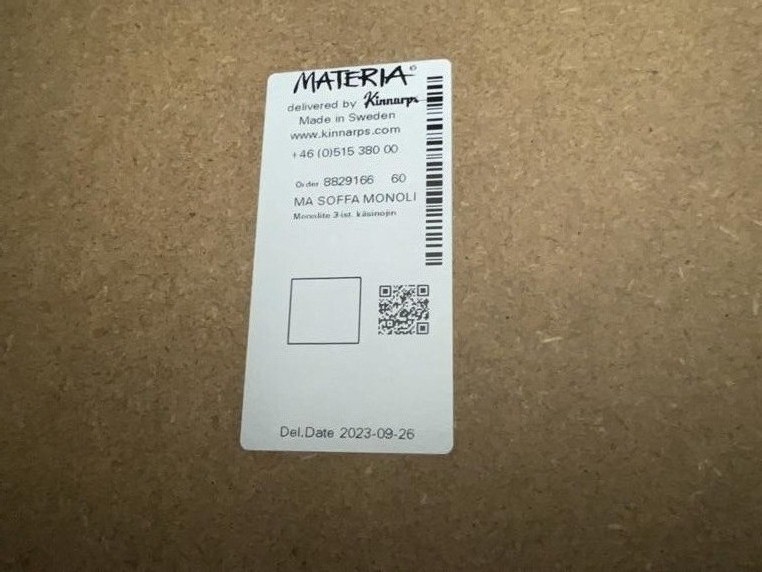 MATERIA®
delivered by Kinnarps
Made in Sweden
www.kinnarps.com
+46 (0)515 380 00
Order 8829166 60
MA SOFFA MONOLI
Monolite 3-ist. käsinojin
Del.Date 2023-09-26